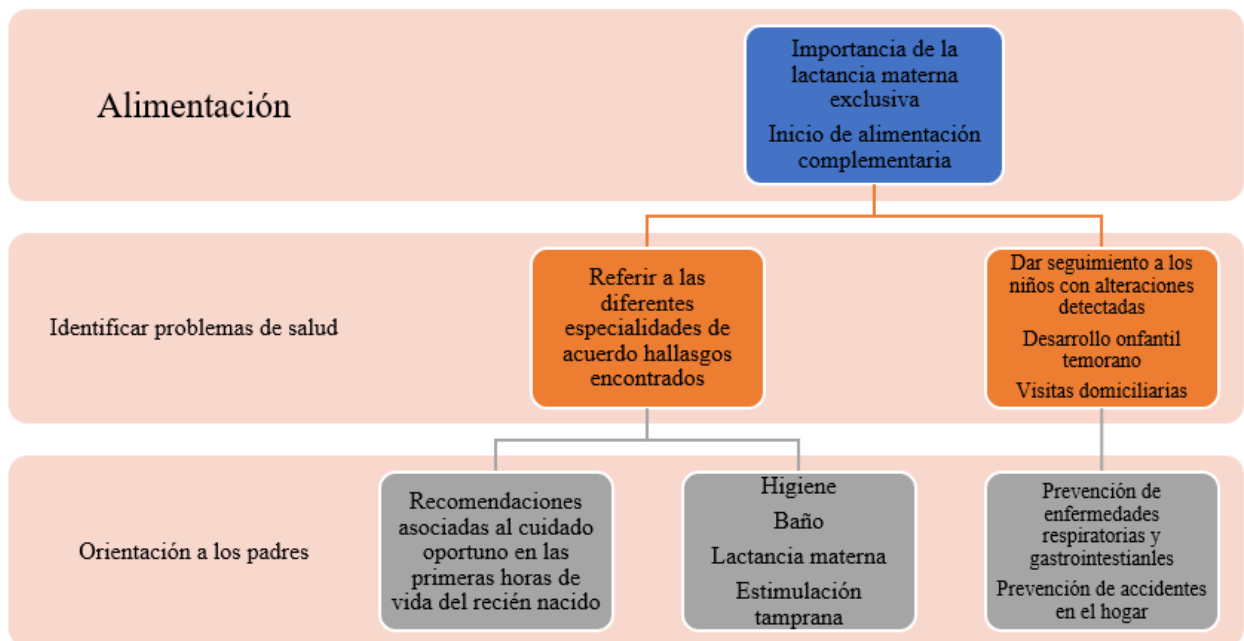 Alimentación
Importancia de la
lactancia materna
exclusiva
Inicio de alimentación
complementaria
Identificar problemas de salud
Referir a las
diferentes
especialidades de
acuerdo hallasgos
encontrados
Dar seguimiento a los
niños con alteraciones
detectadas
Desarrollo onfantil
temorano
Visitas domiciliarias
Orientación a los padres
Recomendaciones
asociadas al cuidado
oportuno en las
primeras horas de
vida del recién nacido
Higiene
Baño
Lactancia materna
Estimulación
tamprana
Prevención de
enfermedades
respiratorias y
gastrointestianles
Prevención de accidentes
en el hogar